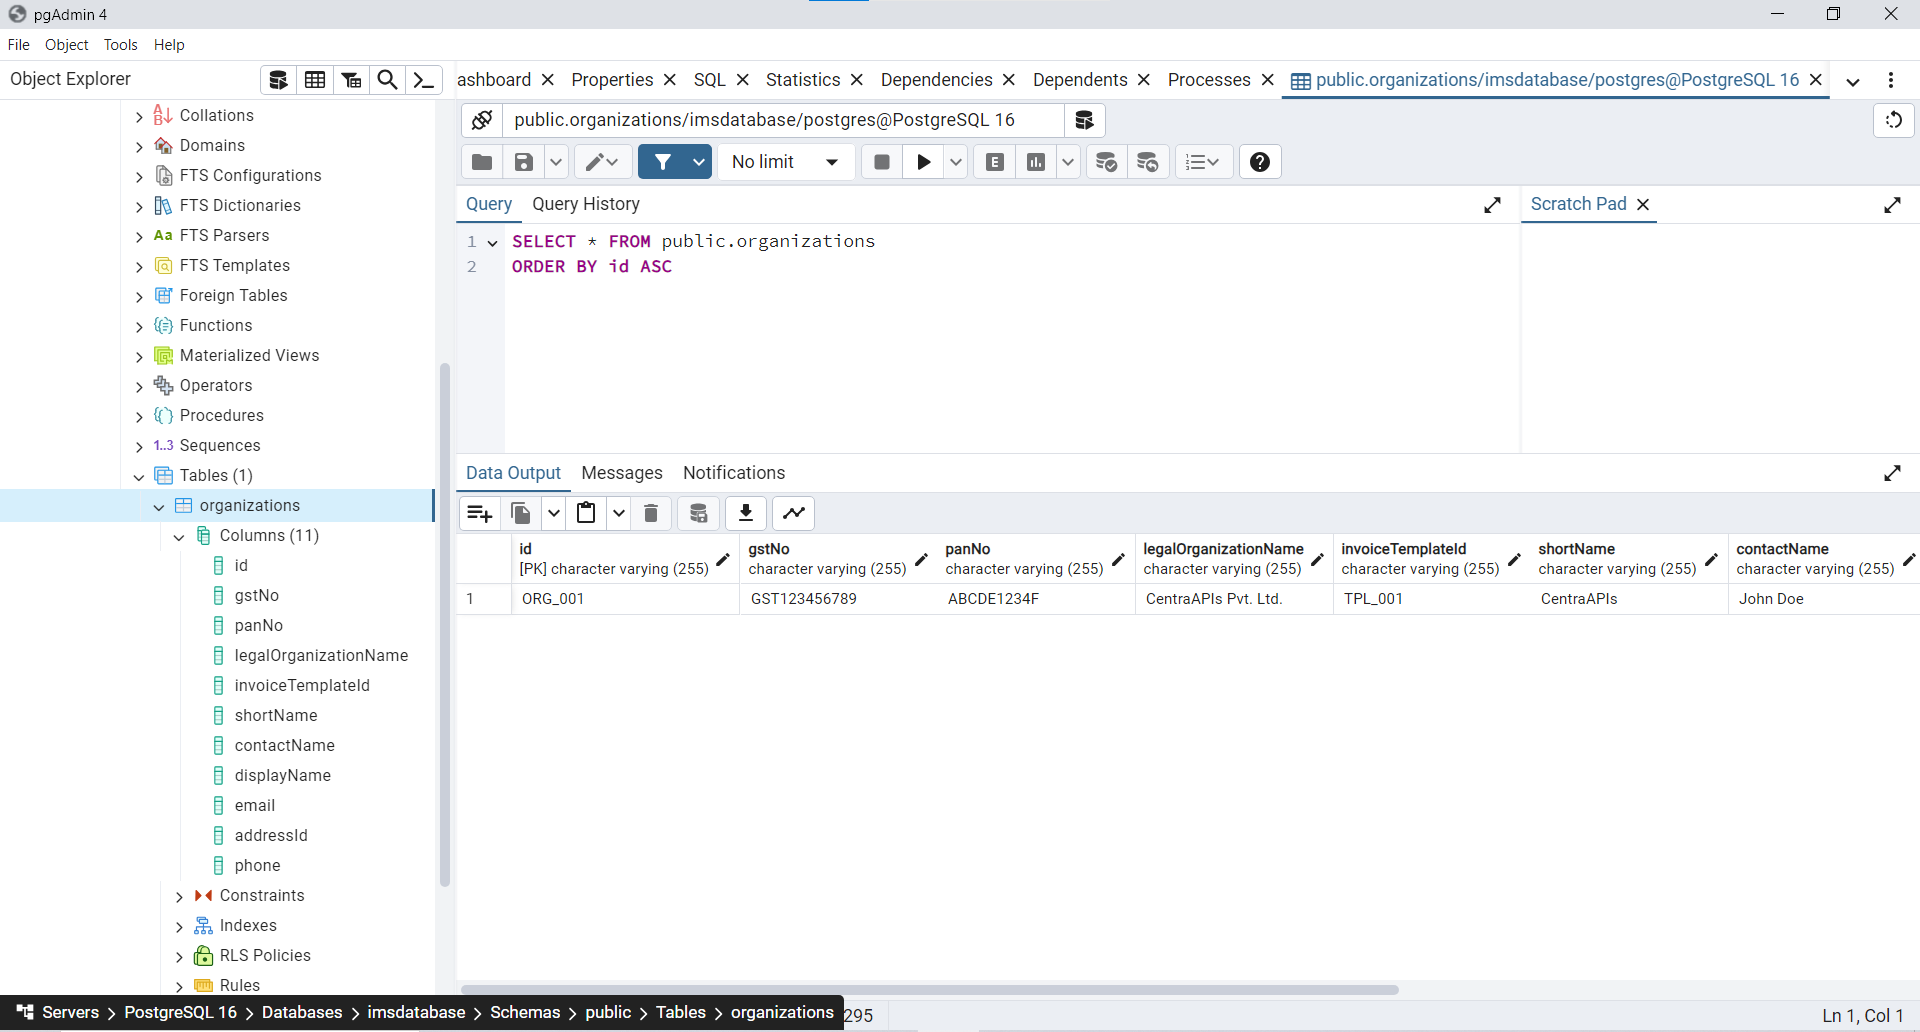 pgAdmin 4
File Object Tools Help
Object Explorer
ashboard Properties SQL Statistics Dependencies Dependents Processes public.organizations/imsdatabase/postgres@PostgreSQL 16
public.organizations/imsdatabase/postgres@PostgreSQL 16
No limit
E
Query Query History
Scratch Pad
1 SELECT * FROM public.organizations
2 ORDER BY id ASC
Collations
Domains
FTS Configurations
FTS Dictionaries
Aa FTS Parsers
FTS Templates
Foreign Tables
Functions
Materialized Views
Operators
Procedures
1..3 Sequences
Tables (1)
organizations
Columns (11)
id
gstNo
panNo
legalOrganizationName
invoiceTemplateId
shortName
contactName
displayName
email
addressId
phone
Constraints
Indexes
RLS Policies
Rules
Data Output Messages Notifications
id gstNo panNo legalOrganizationName invoiceTemplateId shortName contactName
[PK] character varying (255) character varying (255) character varying (255) character varying (255) character varying (255) character varying (255) character varying (255)
1 ORG_001 GST123456789 ABCDE1234F CentraAPIs Pvt. Ltd. TPL_001 CentraAPIs John Doe
Servers > PostgreSQL 16 > Databases > imsdatabase > Schemas > public > Tables > organizations
295
Ln 1, Col 1